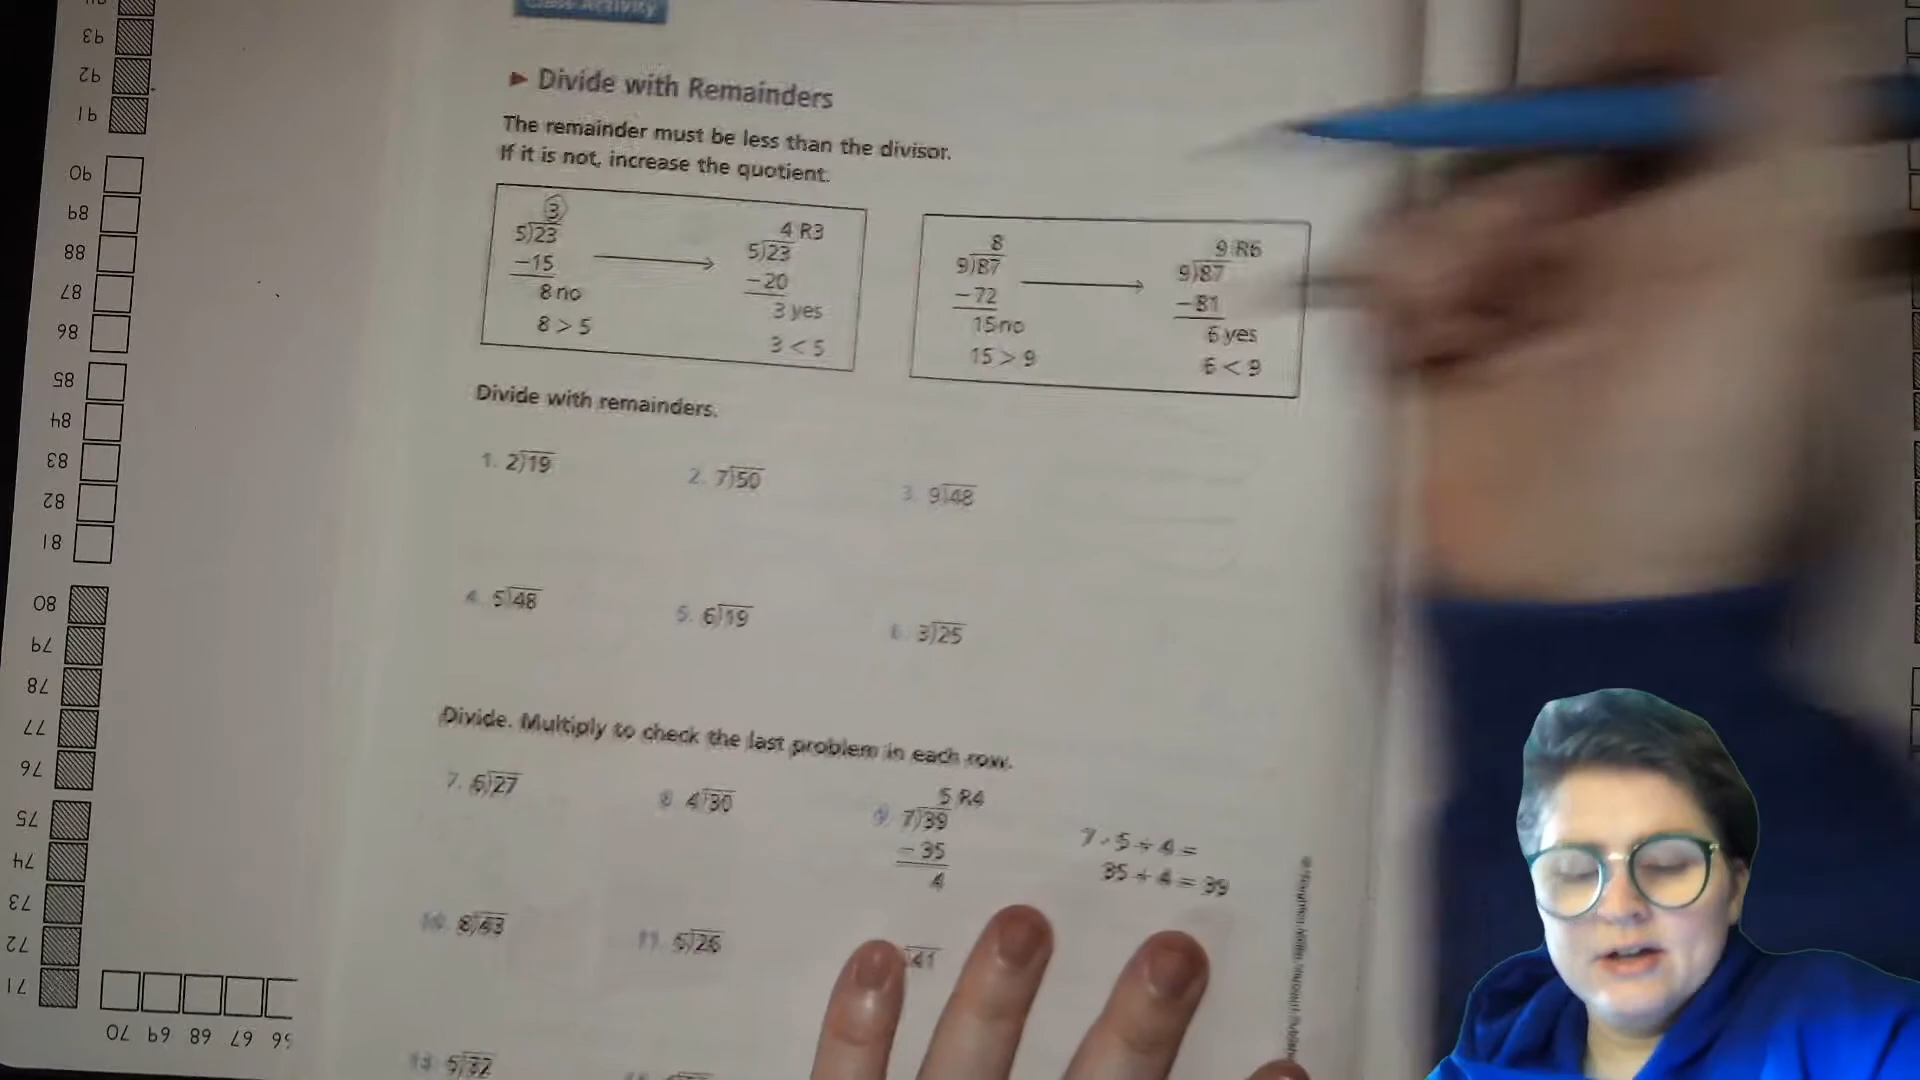 Class Activity
Divide with Remainders
The remainder must be less than the divisor.
If it is not, increase the quotient.
3
5)23
−15
8 no
8 > 5
4 R3
5)23
−20
3 yes
3 < 5
8
9)87
−72
15 no
15 > 9
9 R6
9)87
−81
6 yes
6 < 9
Divide with remainders.
1. 2)19
2. 7)50
3. 9)48
4. 5)48
5. 6)19
6. 3)25
Divide. Multiply to check the last problem in each row.
7. 6)27
8. 4)30
9. 7)39
5 R4
− 35
4
7 · 5 + 4 =
35 + 4 = 39
10. 8)43
11. 5)26
)41
13. 5)32
93
92
91
90
89
88
87
86
85
84
83
82
81
80
79
78
77
76
75
74
73
72
71
70 69 68 67